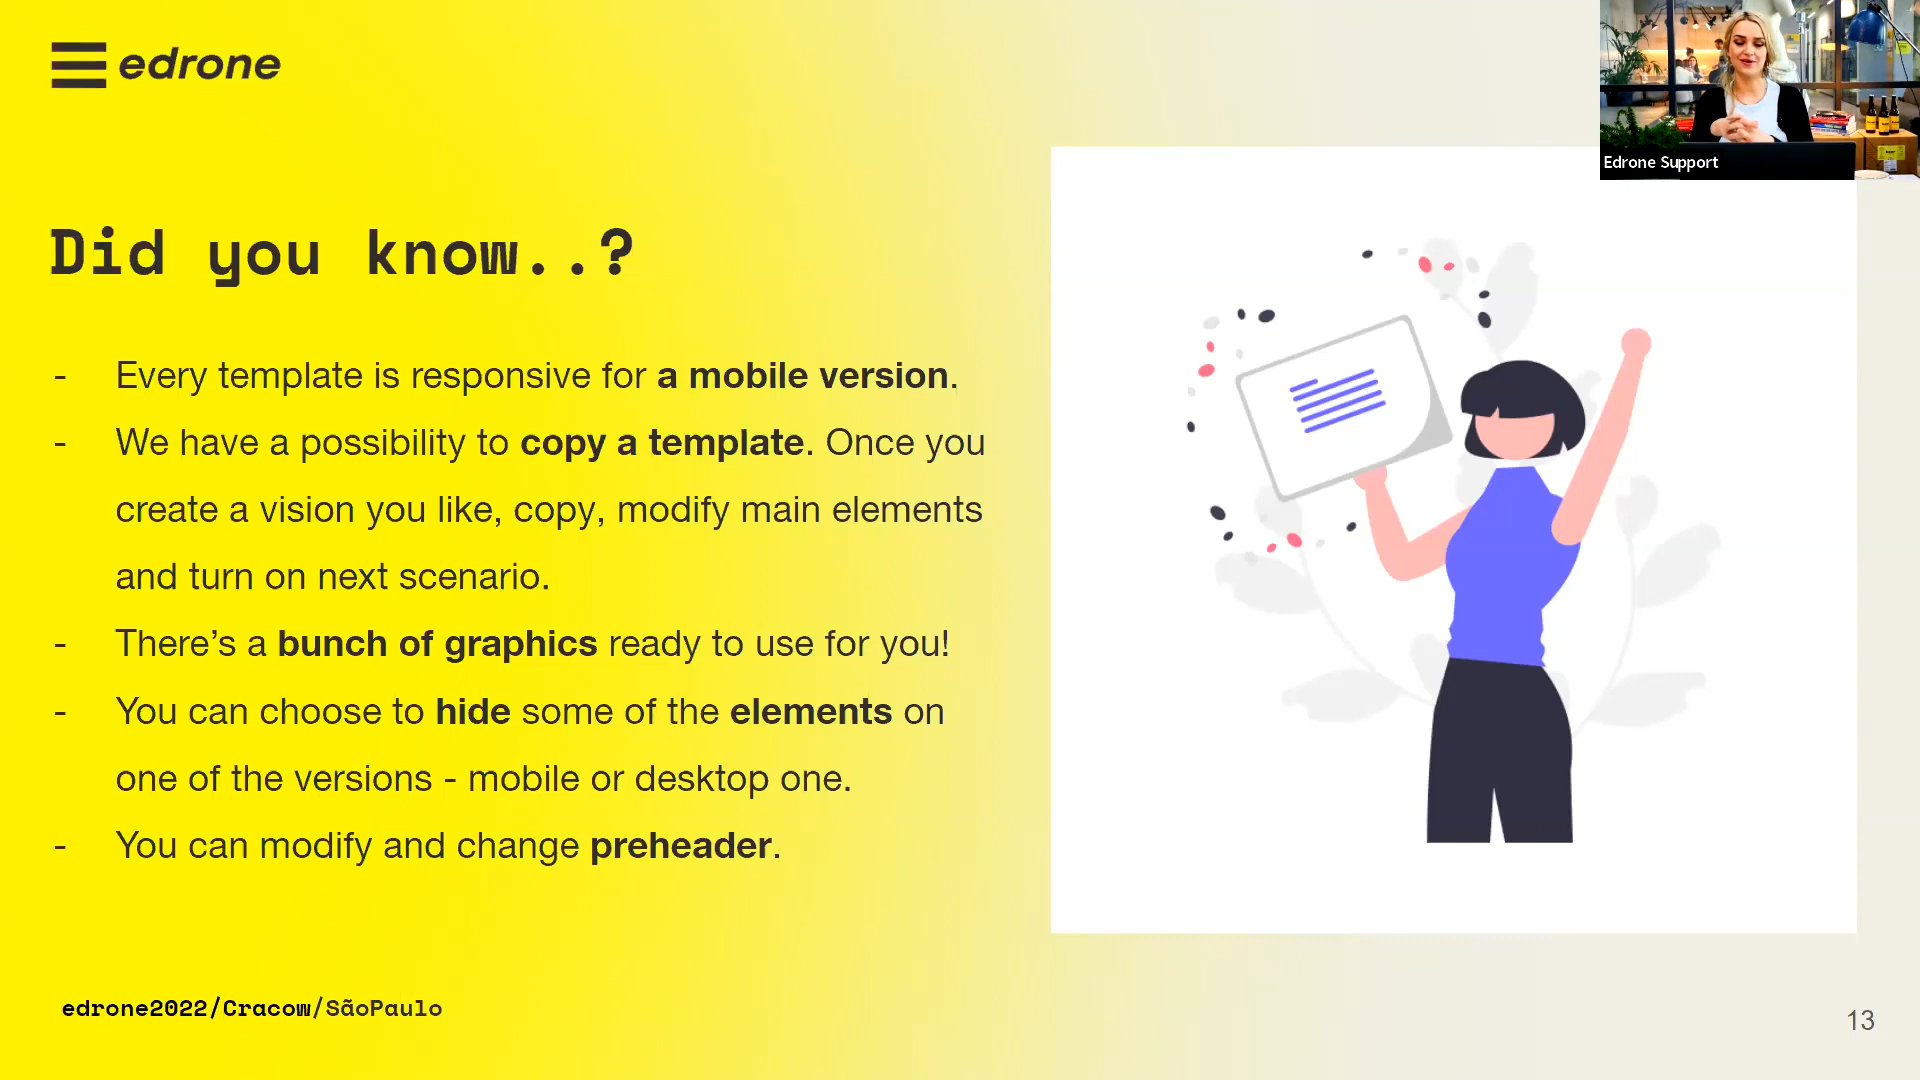 edrone
Edrone Support
Did you know..?
- Every template is responsive for a mobile version.
- We have a possibility to copy a template. Once you
create a vision you like, copy, modify main elements
and turn on next scenario.
- There’s a bunch of graphics ready to use for you!
- You can choose to hide some of the elements on
one of the versions - mobile or desktop one.
- You can modify and change preheader.
edrone2022/Cracow/SãoPaulo
13